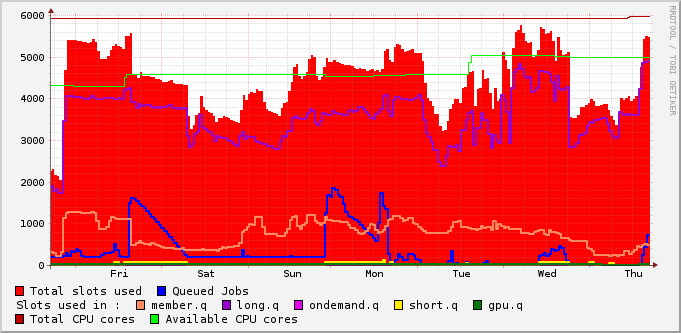 6000
5000
4000
3000
2000
1000
0
Fri Sat Sun Mon Tue Wed Thu
RRDTOOL / TOBI OETIKER
Total slots used Queued Jobs
Slots used in : member.q long.q ondemand.q short.q gpu.q
Total CPU cores Available CPU cores